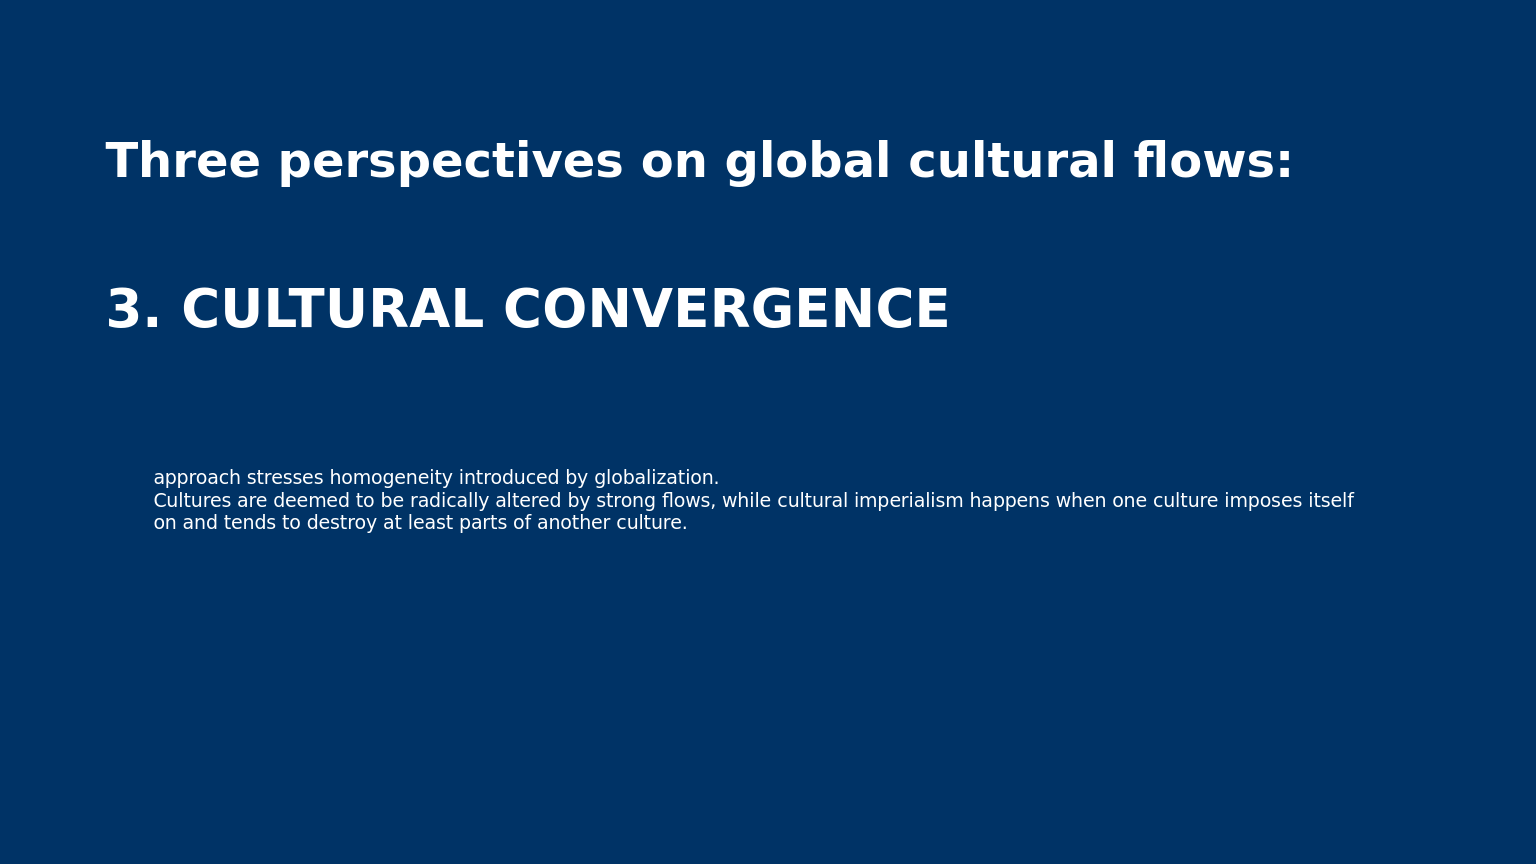 Three perspectives on global cultural flows:
3. CULTURAL CONVERGENCE
approach stresses homogeneity introduced by globalization.
Cultures are deemed to be radically altered by strong flows, while cultural imperialism happens when one culture imposes itself
on and tends to destroy at least parts of another culture.